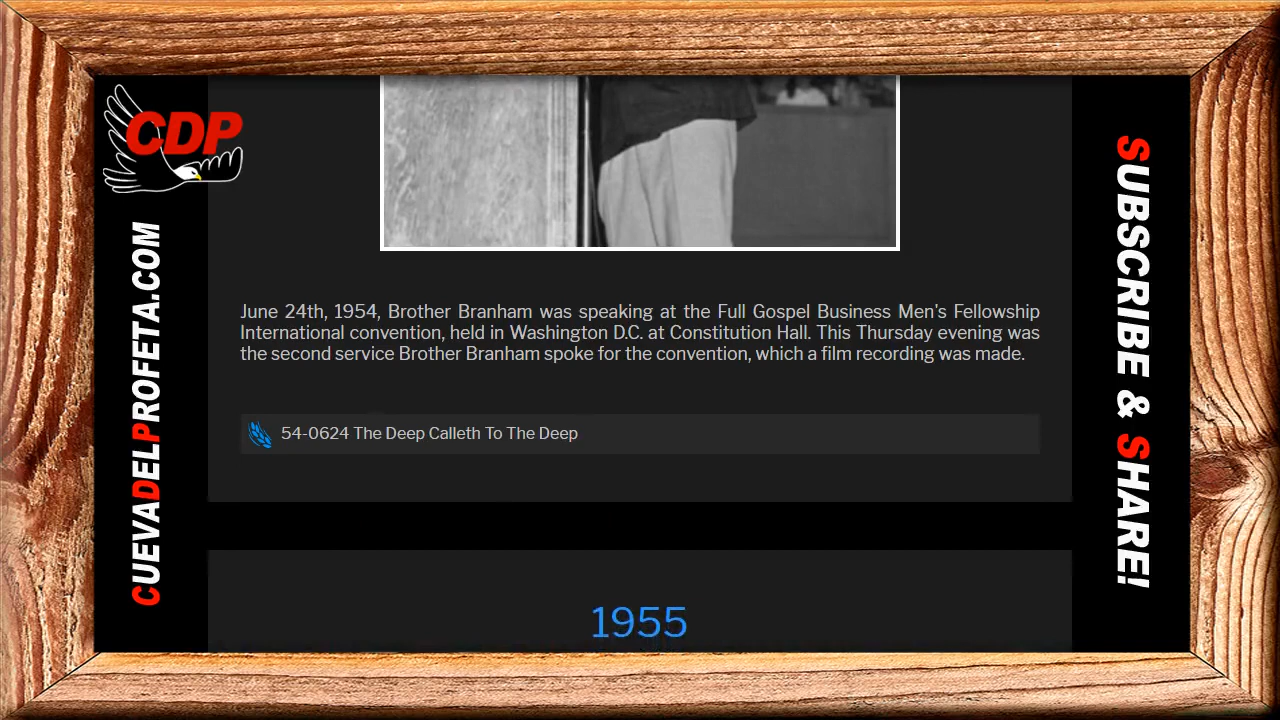 CDP
CUEVADELPROFETA.COM
SUBSCRIBE & SHARE!
June 24th, 1954, Brother Branham was speaking at the Full Gospel Business Men's Fellowship
International convention, held in Washington D.C. at Constitution Hall. This Thursday evening was
the second service Brother Branham spoke for the convention, which a film recording was made.
54-0624 The Deep Calleth To The Deep
1955